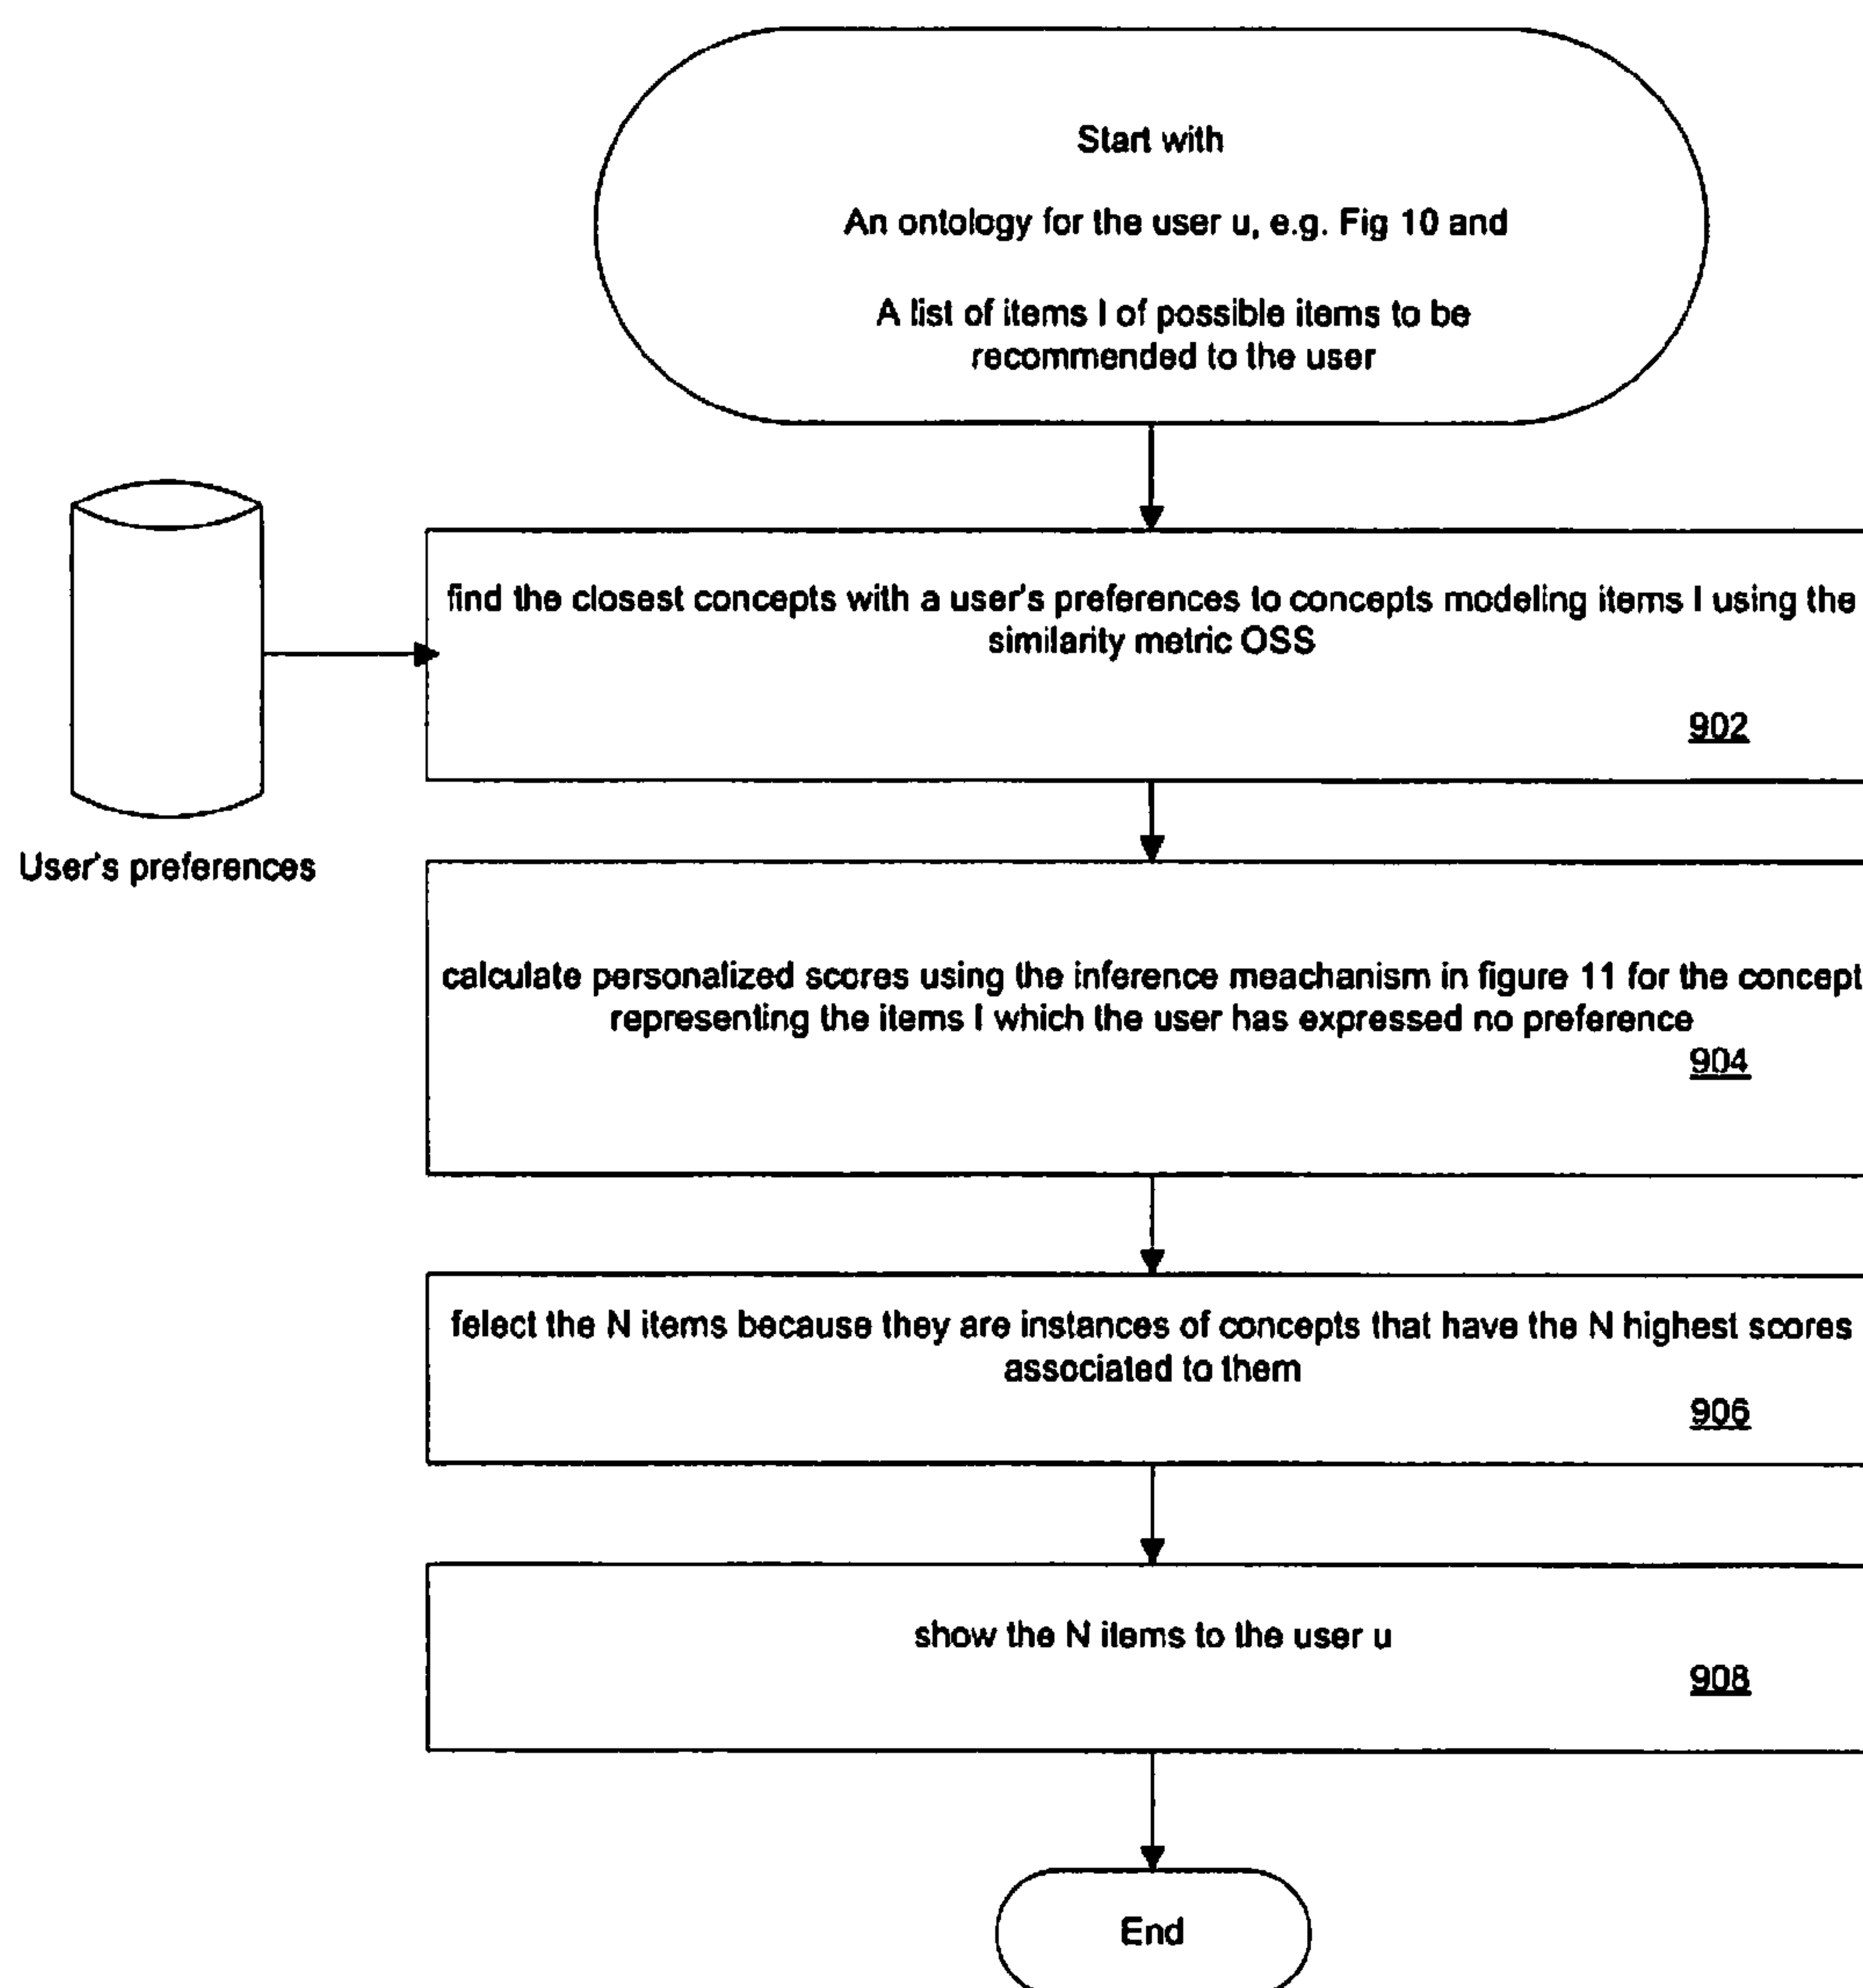 Start with
An ontology for the user u, e.g. Fig 10 and
A list of items I of possible items to be
recommended to the user
find the closest concepts with a user's preferences to concepts modeling items I using the
similarity metric OSS
902
User's preferences
calculate personalized scores using the inference meachanism in figure 11 for the concept
representing the items I which the user has expressed no preference
904
felect the N items because they are instances of concepts that have the N highest scores
associated to them
906
show the N items to the user u
908
End